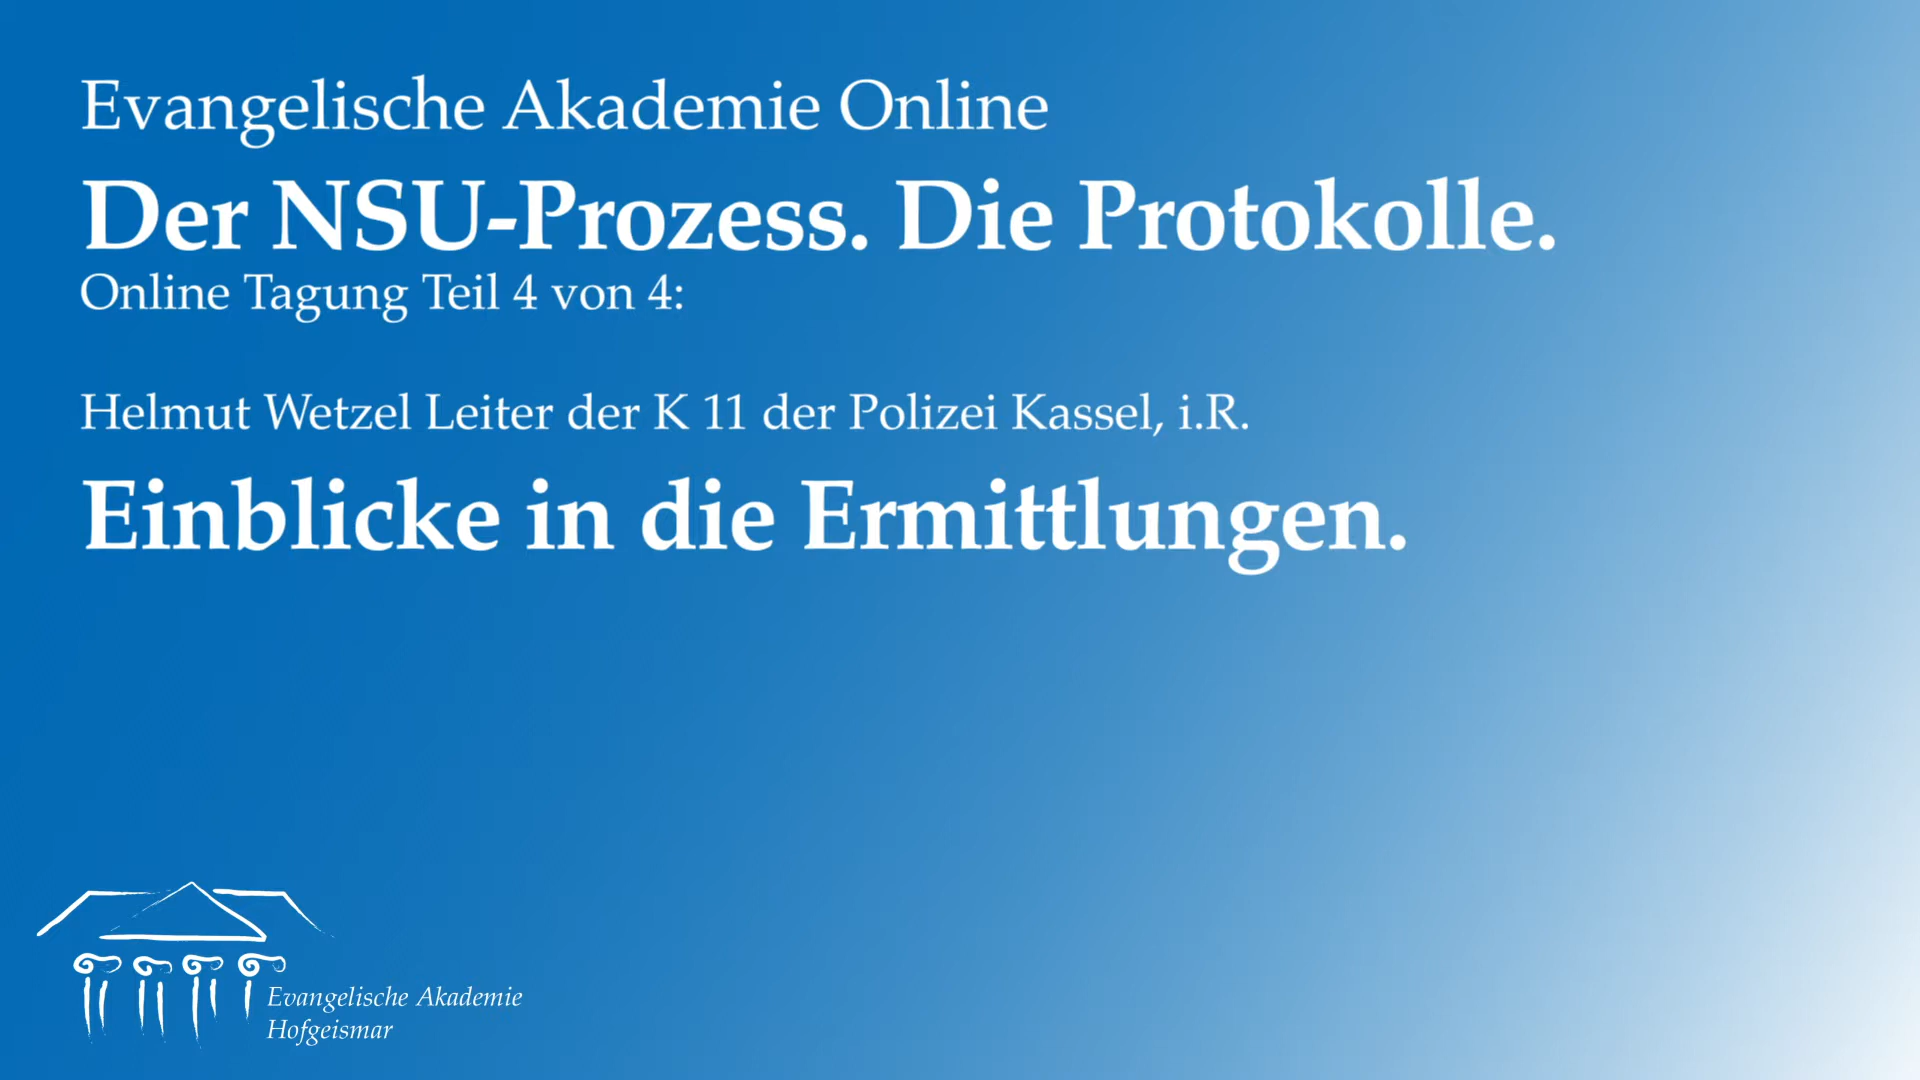 Evangelische Akademie Online
Der NSU-Prozess. Die Protokolle.
Online Tagung Teil 4 von 4:
Helmut Wetzel Leiter der K 11 der Polizei Kassel, i.R.
Einblicke in die Ermittlungen.
Evangelische Akademie
Hofgeismar